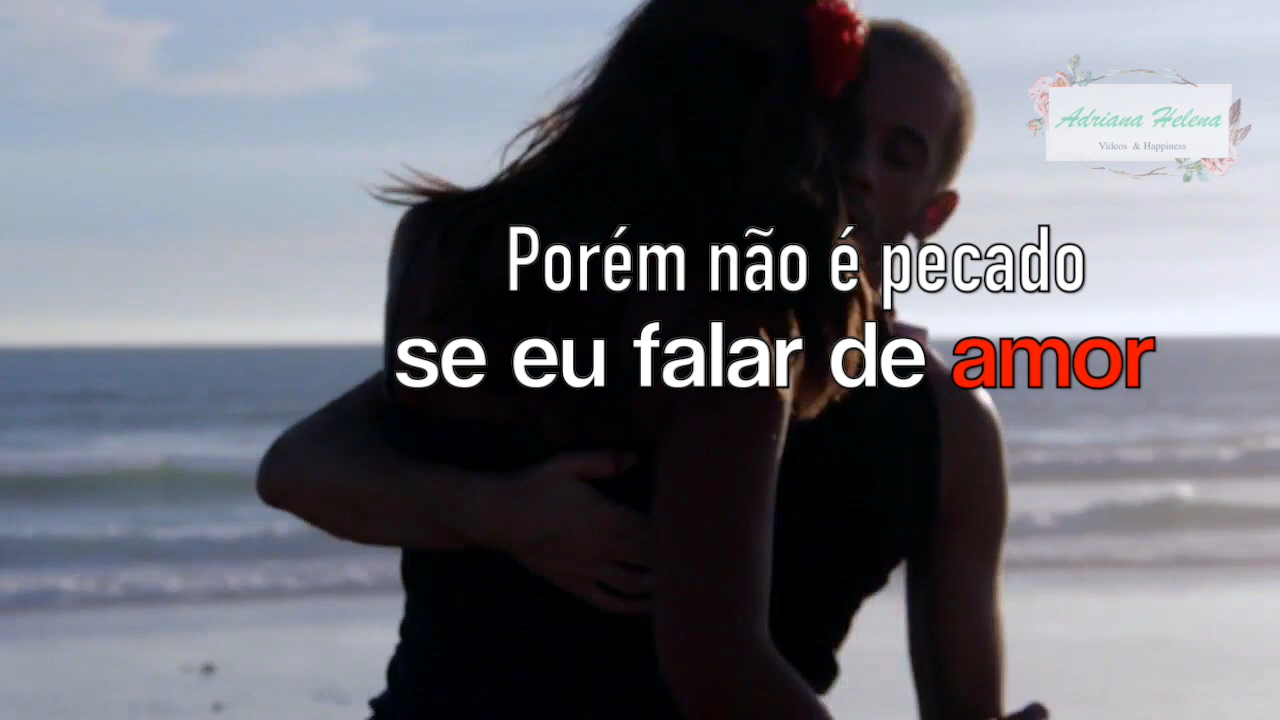 Adriana Helena
Videos & Happiness
Porém não é pecado
se eu falar de amor